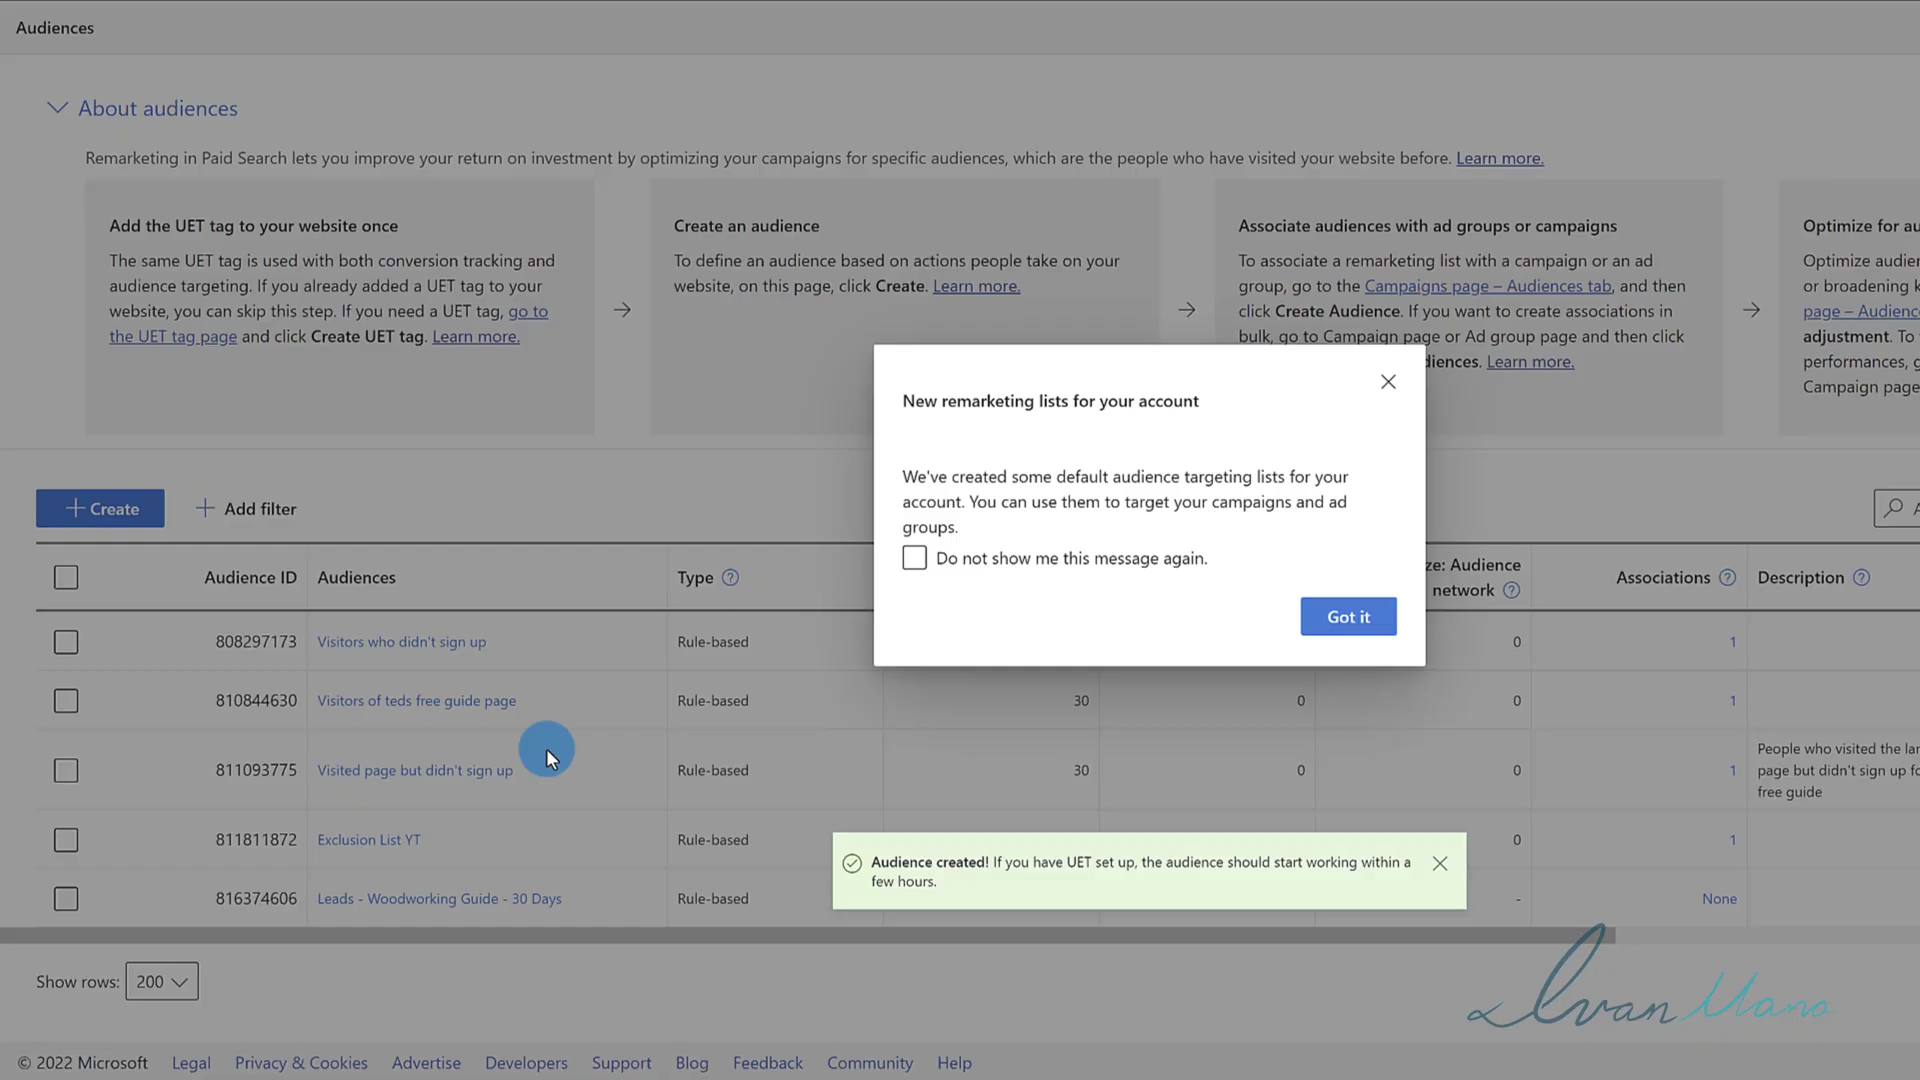 Audiences
About audiences
Remarketing in Paid Search lets you improve your return on investment by optimizing your campaigns for specific audiences, which are the people who have visited your website before. Learn more.
Add the UET tag to your website once
The same UET tag is used with both conversion tracking and
audience targeting. If you already added a UET tag to your
website, you can skip this step. If you need a UET tag, go to
the UET tag page and click Create UET tag. Learn more.
Create an audience
To define an audience based on actions people take on your
website, on this page, click Create. Learn more.
Associate audiences with ad groups or campaigns
To associate a remarketing list with a campaign or an ad
group, go to the Campaigns page – Audiences tab, and then
click Create Audience. If you want to create associations in
bulk, go to Campaign page or Ad group page and then click
diences. Learn more.
Optimize for au
Optimize audien
or broadening k
page – Audienc
adjustment. To
performances, g
Campaign page
New remarketing lists for your account
We've created some default audience targeting lists for your
account. You can use them to target your campaigns and ad
groups.
Do not show me this message again.
Got it
Create
Add filter
Audience ID Audiences Type ze: Audience
network Associations Description
808297173 Visitors who didn't sign up Rule-based 0 1
810844630 Visitors of teds free guide page Rule-based 30 0 0 1
811093775 Visited page but didn't sign up Rule-based 30 0 0 1 People who visited the lan
page but didn't sign up fo
free guide
811811872 Exclusion List YT Rule-based 0 1
816374606 Leads - Woodworking Guide - 30 Days Rule-based - None
Audience created! If you have UET set up, the audience should start working within a
few hours.
Show rows: 200
Ivan Mana
© 2022 Microsoft Legal Privacy & Cookies Advertise Developers Support Blog Feedback Community Help